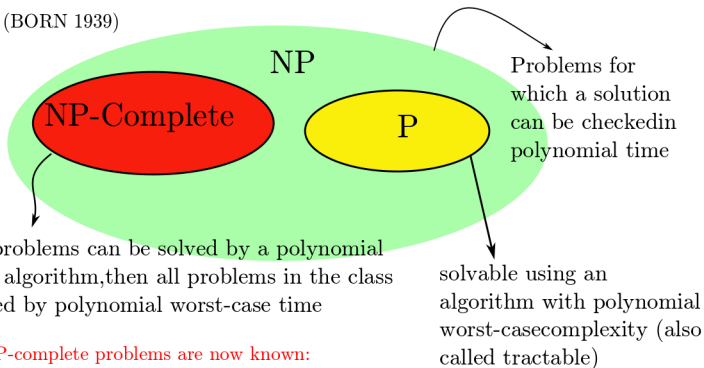 (BORN 1939)
NP
NP-Complete
P
Problems for
which a solution
can be checkedin
polynomial time
problems can be solved by a polynomial
algorithm,then all problems in the class
ed by polynomial worst-case time
P-complete problems are now known:
solvable using an
algorithm with polynomial
worst-casecomplexity (also
called tractable)